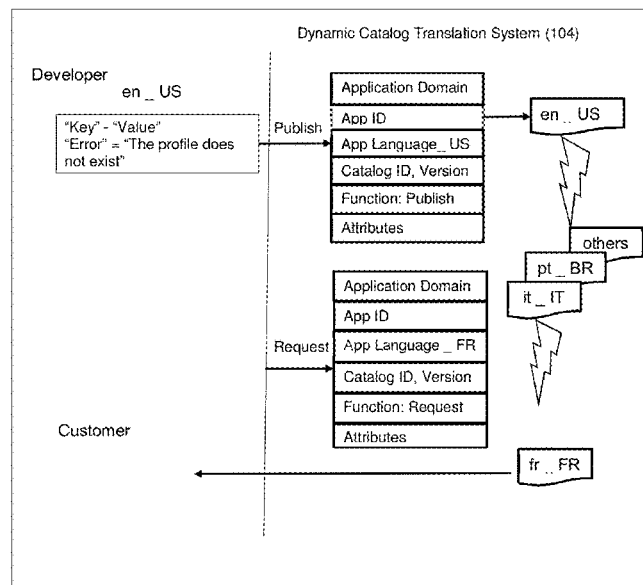 Dynamic Catalog Translation System (104)
Developer
en _ US
"Key" - "Value"
"Error" = "The profile does
not exist"
Publish
Application Domain
App ID
App Language_ US
Catalog ID, Version
Function: Publish
Attributes
en _ US
others
pt _ BR
it _ IT
Request
Application Domain
App ID
App Language _ FR
Catalog ID, Version
Function: Request
Attributes
Customer
fr _ FR